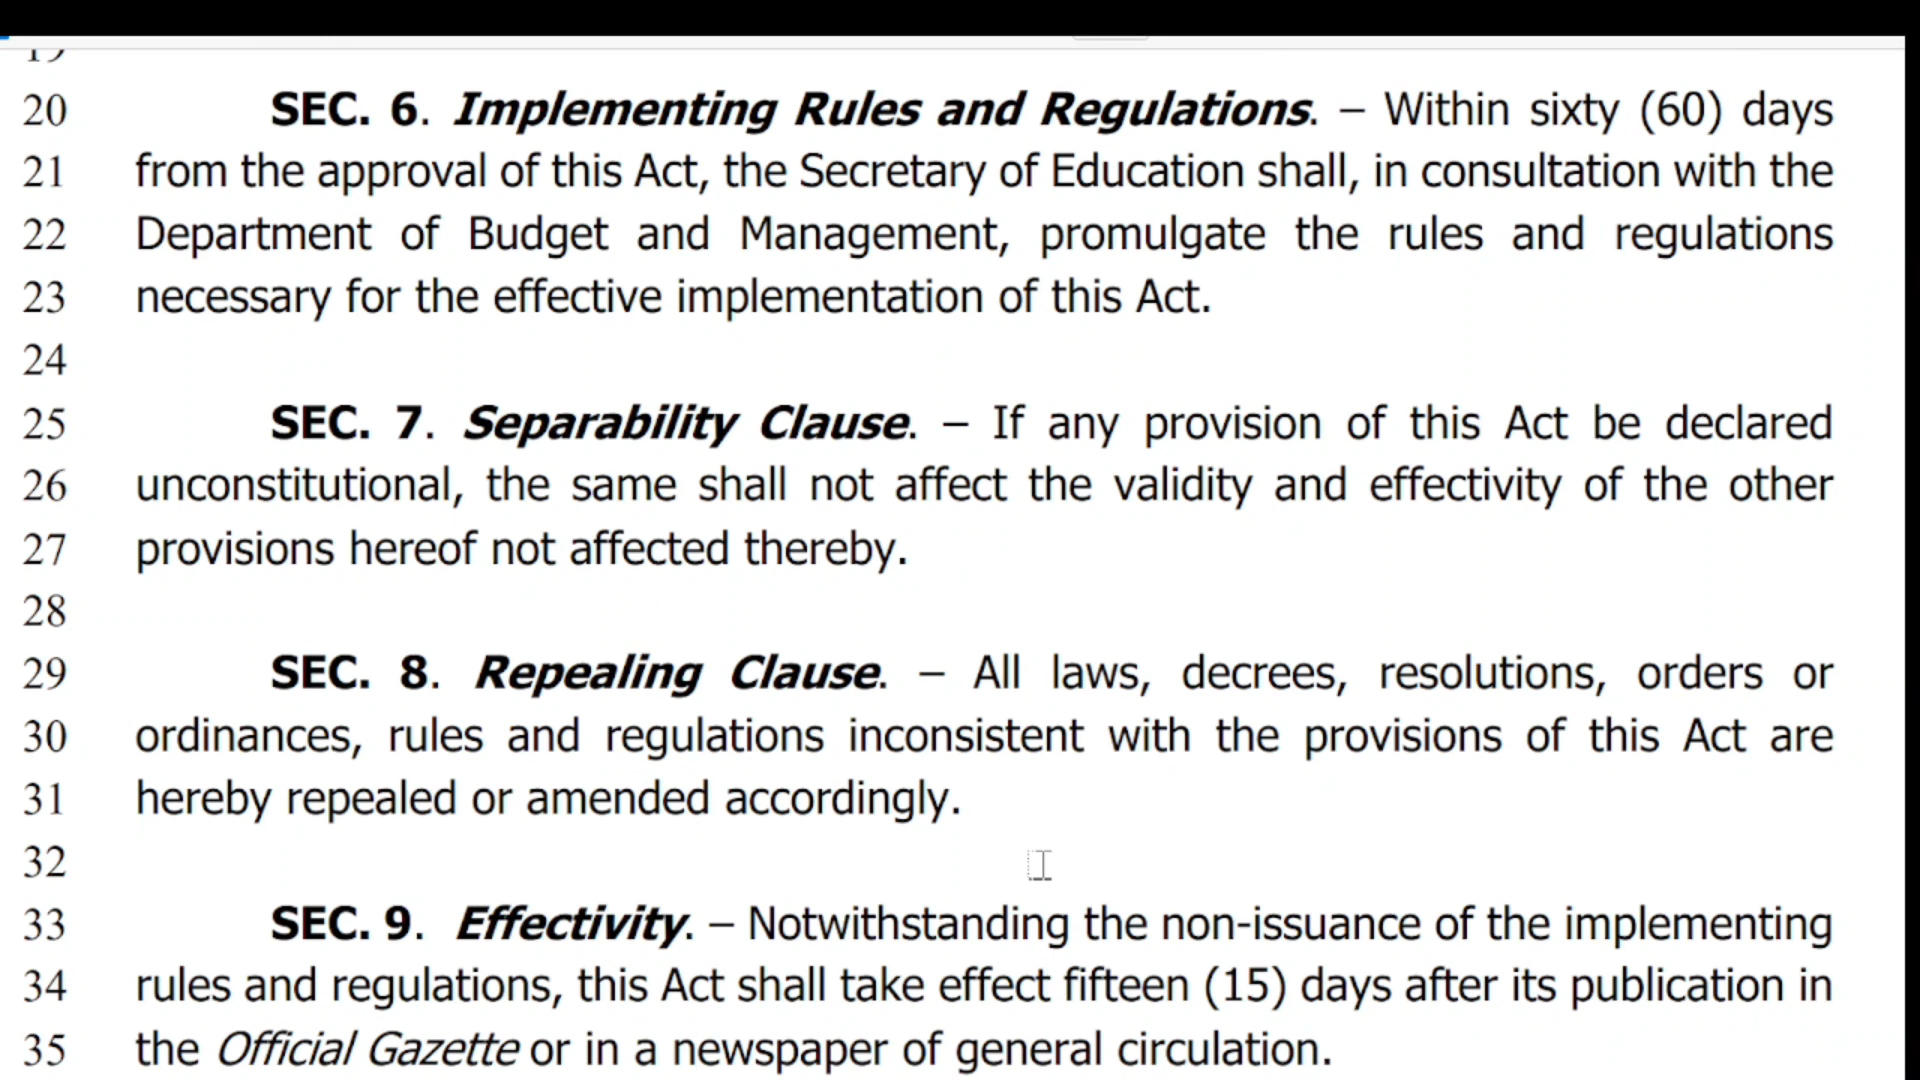 20 SEC. 6. Implementing Rules and Regulations. – Within sixty (60) days
21 from the approval of this Act, the Secretary of Education shall, in consultation with the
22 Department of Budget and Management, promulgate the rules and regulations
23 necessary for the effective implementation of this Act.
24
25 SEC. 7. Separability Clause. – If any provision of this Act be declared
26 unconstitutional, the same shall not affect the validity and effectivity of the other
27 provisions hereof not affected thereby.
28
29 SEC. 8. Repealing Clause. – All laws, decrees, resolutions, orders or
30 ordinances, rules and regulations inconsistent with the provisions of this Act are
31 hereby repealed or amended accordingly.
32
33 SEC. 9. Effectivity. – Notwithstanding the non-issuance of the implementing
34 rules and regulations, this Act shall take effect fifteen (15) days after its publication in
35 the Official Gazette or in a newspaper of general circulation.